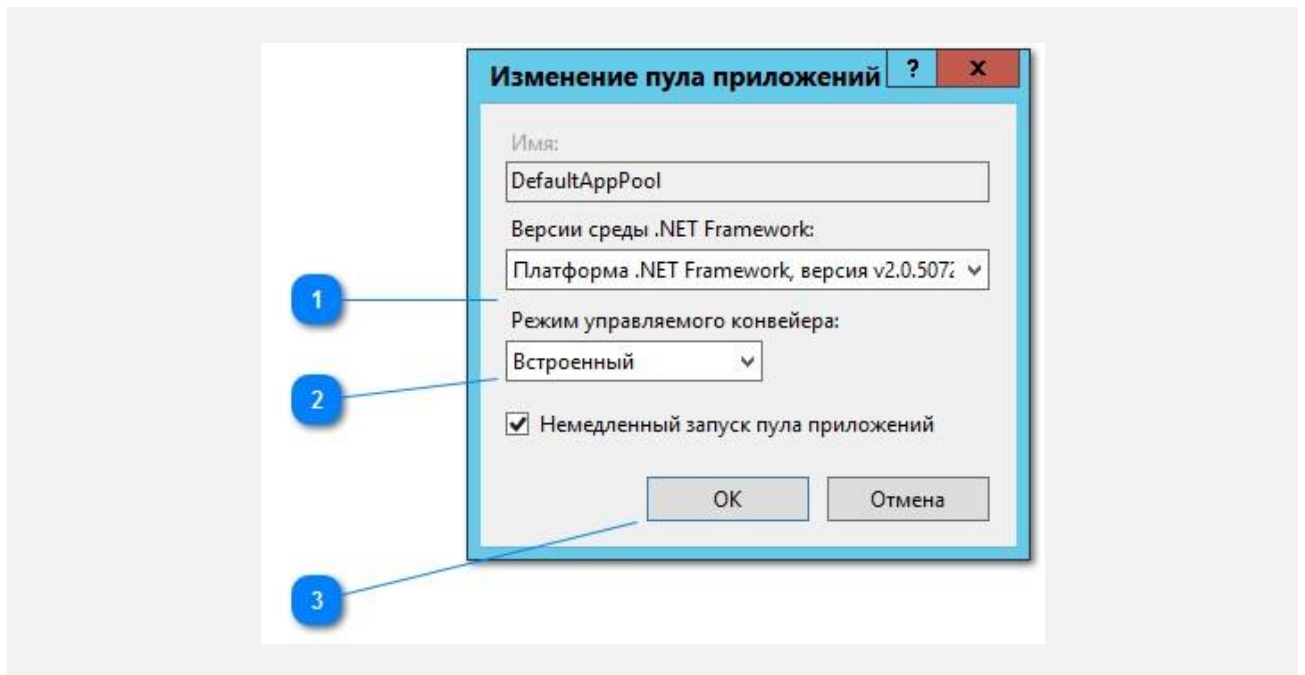 Изменение пула приложений ? x
Имя:
DefaultAppPool
Версии среды .NET Framework:
Платформа .NET Framework, версия v2.0.5072
1
Режим управляемого конвейера:
Встроенный
2
Немедленный запуск пула приложений
OK Отмена
3